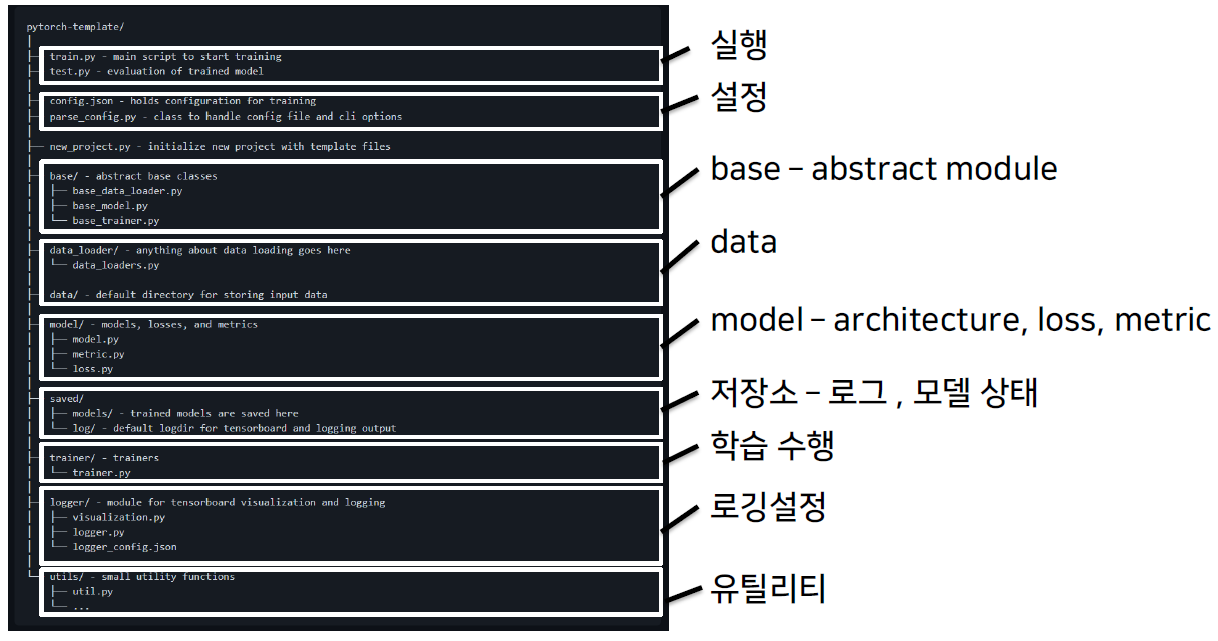 pytorch-template/
│
├── train.py - main script to start training
├── test.py - evaluation of trained model
│
├── config.json - holds configuration for training
├── parse_config.py - class to handle config file and cli options
│
├── new_project.py - initialize new project with template files
│
├── base/ - abstract base classes
│   ├── base_data_loader.py
│   ├── base_model.py
│   └── base_trainer.py
│
├── data_loader/ - anything about data loading goes here
│   └── data_loaders.py
│
├── data/ - default directory for storing input data
│
├── model/ - models, losses, and metrics
│   ├── model.py
│   ├── metric.py
│   └── loss.py
│
├── saved/
│   ├── models/ - trained models are saved here
│   └── log/ - default logdir for tensorboard and logging output
│
├── trainer/ - trainers
│   └── trainer.py
│
├── logger/ - module for tensorboard visualization and logging
│   ├── visualization.py
│   ├── logger.py
│   └── logger_config.json
│
└── utils/ - small utility functions
    ├── util.py
    └── ...
실행
설정
base – abstract module
data
model – architecture, loss, metric
저장소 – 로그 , 모델 상태
학습 수행
로깅설정
유틸리티